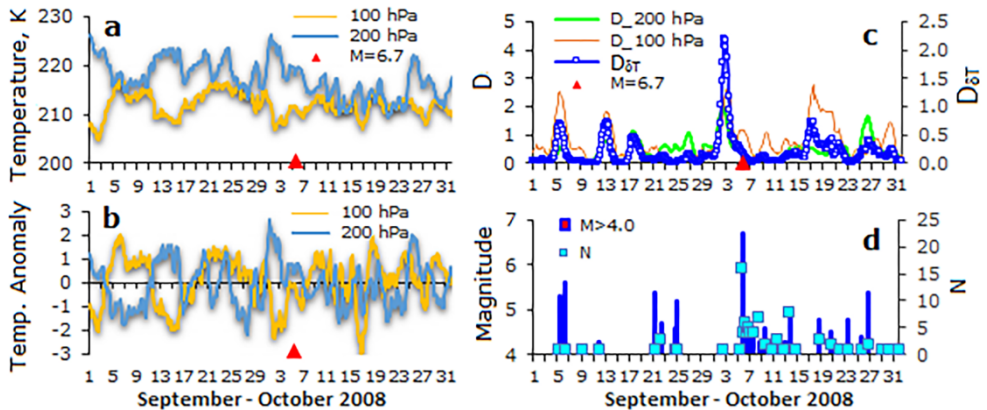 a
100 hPa
200 hPa
M=6.7
Temperature, K
230
220
210
200
1 5 9 13 17 21 25 29 3 7 11 15 19 23 27 31
b
100 hPa
200 hPa
Temp. Anomaly
3
2
1
0
-1
-2
-3
1 5 9 13 17 21 25 29 3 7 11 15 19 23 27 31
September - October 2008
c
D_200 hPa
D_100 hPa
DδT
M=6.7
D
5
4
3
2
1
0
DδT
2.5
2.0
1.5
1.0
0.5
0.0
1 5 9 13 17 21 25 29 3 7 11 15 19 23 27 31
d
M>4.0
N
Magnitude
7
6
5
4
N
25
20
15
10
5
0
1 5 9 13 17 21 25 29 3 7 11 15 19 23 27 31
September - October 2008